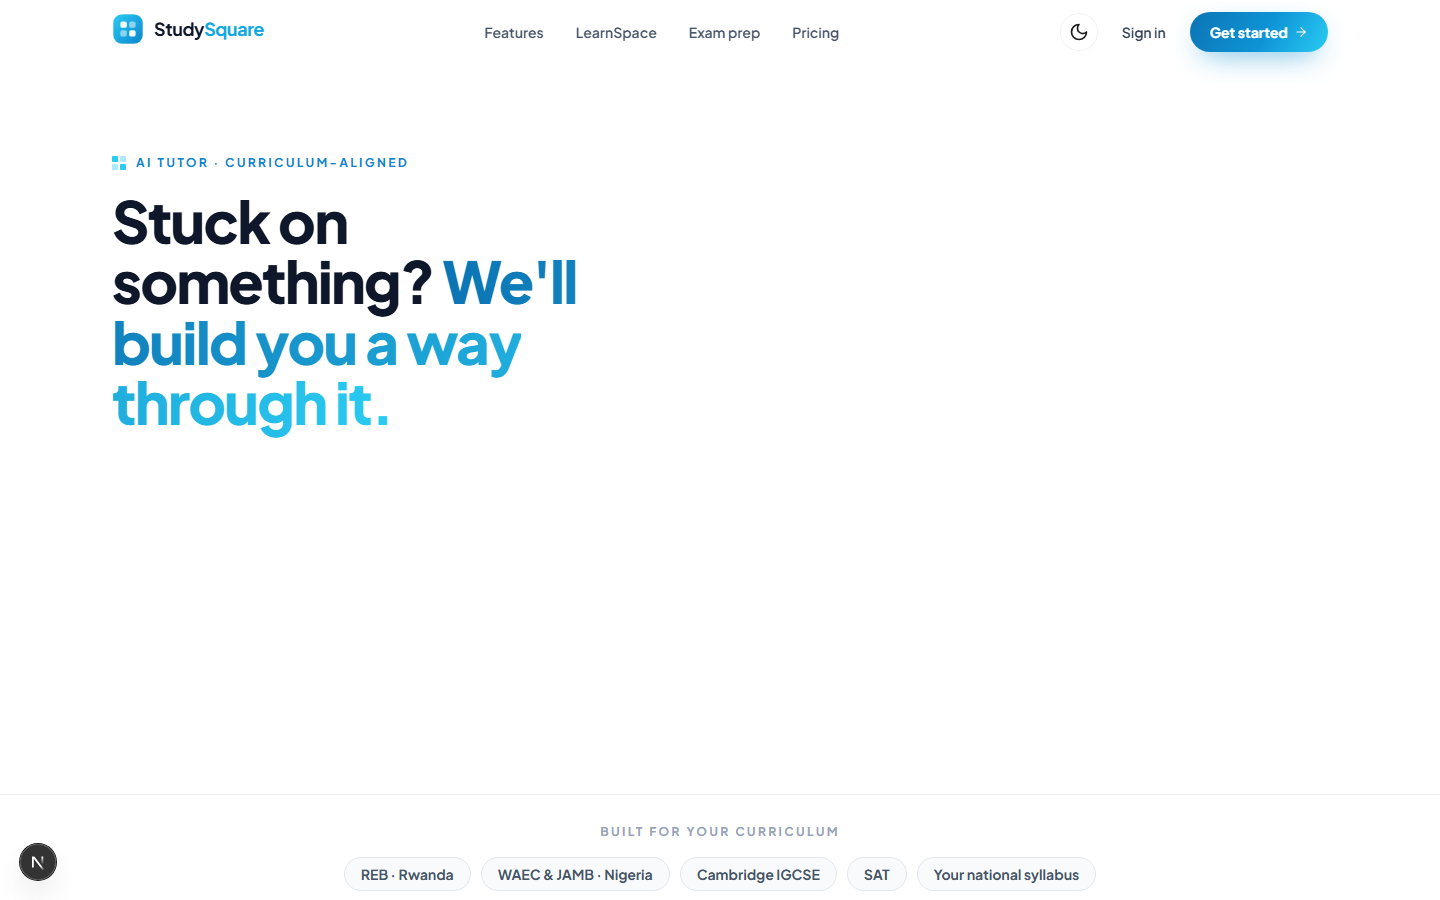 StudySquare
Features
LearnSpace
Exam prep
Pricing
Sign in
Get started →
AI TUTOR · CURRICULUM-ALIGNED
Stuck on
something? We'll
build you a way
through it.
BUILT FOR YOUR CURRICULUM
REB · Rwanda
WAEC & JAMB · Nigeria
Cambridge IGCSE
SAT
Your national syllabus
N